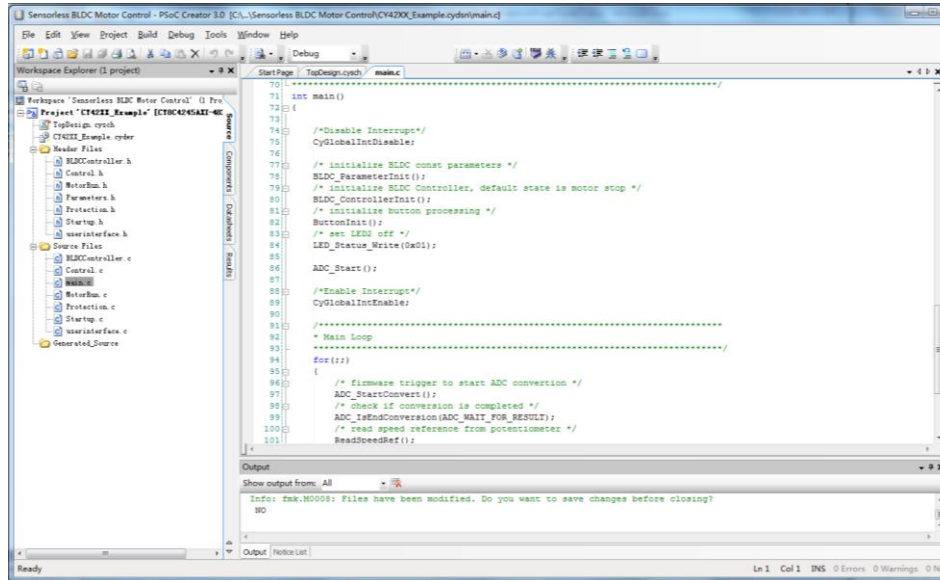 Sensorless BLDC Motor Control - PSoC Creator 3.0 [C:\...\Sensorless BLDC Motor Control\CY42XX_Example.cydsn\main.c]
File Edit View Project Build Debug Tools Window Help
Debug
Workspace Explorer (1 project)
Start Page TopDesign.cysch main.c
Workspace 'Sensorless BLDC Motor Control' (1 Pro
Project 'CY42XX_Example' [CY8C4245AXI-48
TopDesign.cysch
CY42XX_Example.cydwr
Header Files
BLDCController.h
Control.h
MotorRun.h
Parameters.h
Protection.h
Startup.h
userinterface.h
Source Files
BLDCController.c
Control.c
main.c
MotorRun.c
Protection.c
Startup.c
userinterface.c
Generated_Source
Source
Components
Datasheets
Results
70 *******************************************************************************/
71 int main()
72 {
73
74 /*Disable Interrupt*/
75 CyGlobalIntDisable;
76
77 /* initialize BLDC const parameters */
78 BLDC_ParameterInit();
79 /* initialize BLDC Controller, default state is motor stop */
80 BLDC_ControllerInit();
81 /* initialize button processing */
82 ButtonInit();
83 /* set LED2 off */
84 LED_Status_Write(0x01);
85
86 ADC_Start();
87
88 /*Enable Interrupt*/
89 CyGlobalIntEnable;
90
91 /***************************************************************************
92 * Main Loop
93 ***************************************************************************/
94 for(;;)
95 {
96 /* firmware trigger to start ADC convertion */
97 ADC_StartConvert();
98 /* check if conversion is completed */
99 ADC_IsEndConversion(ADC_WAIT_FOR_RESULT);
100 /* read speed reference from potentiometer */
101 ReadSpeedRef();
Output
Show output from: All
Info: fmk.M0008: Files have been modified. Do you want to save changes before closing?
NO
Output Notice List
Ready
Ln 1 Col 1 INS 0 Errors 0 Warnings 0 N